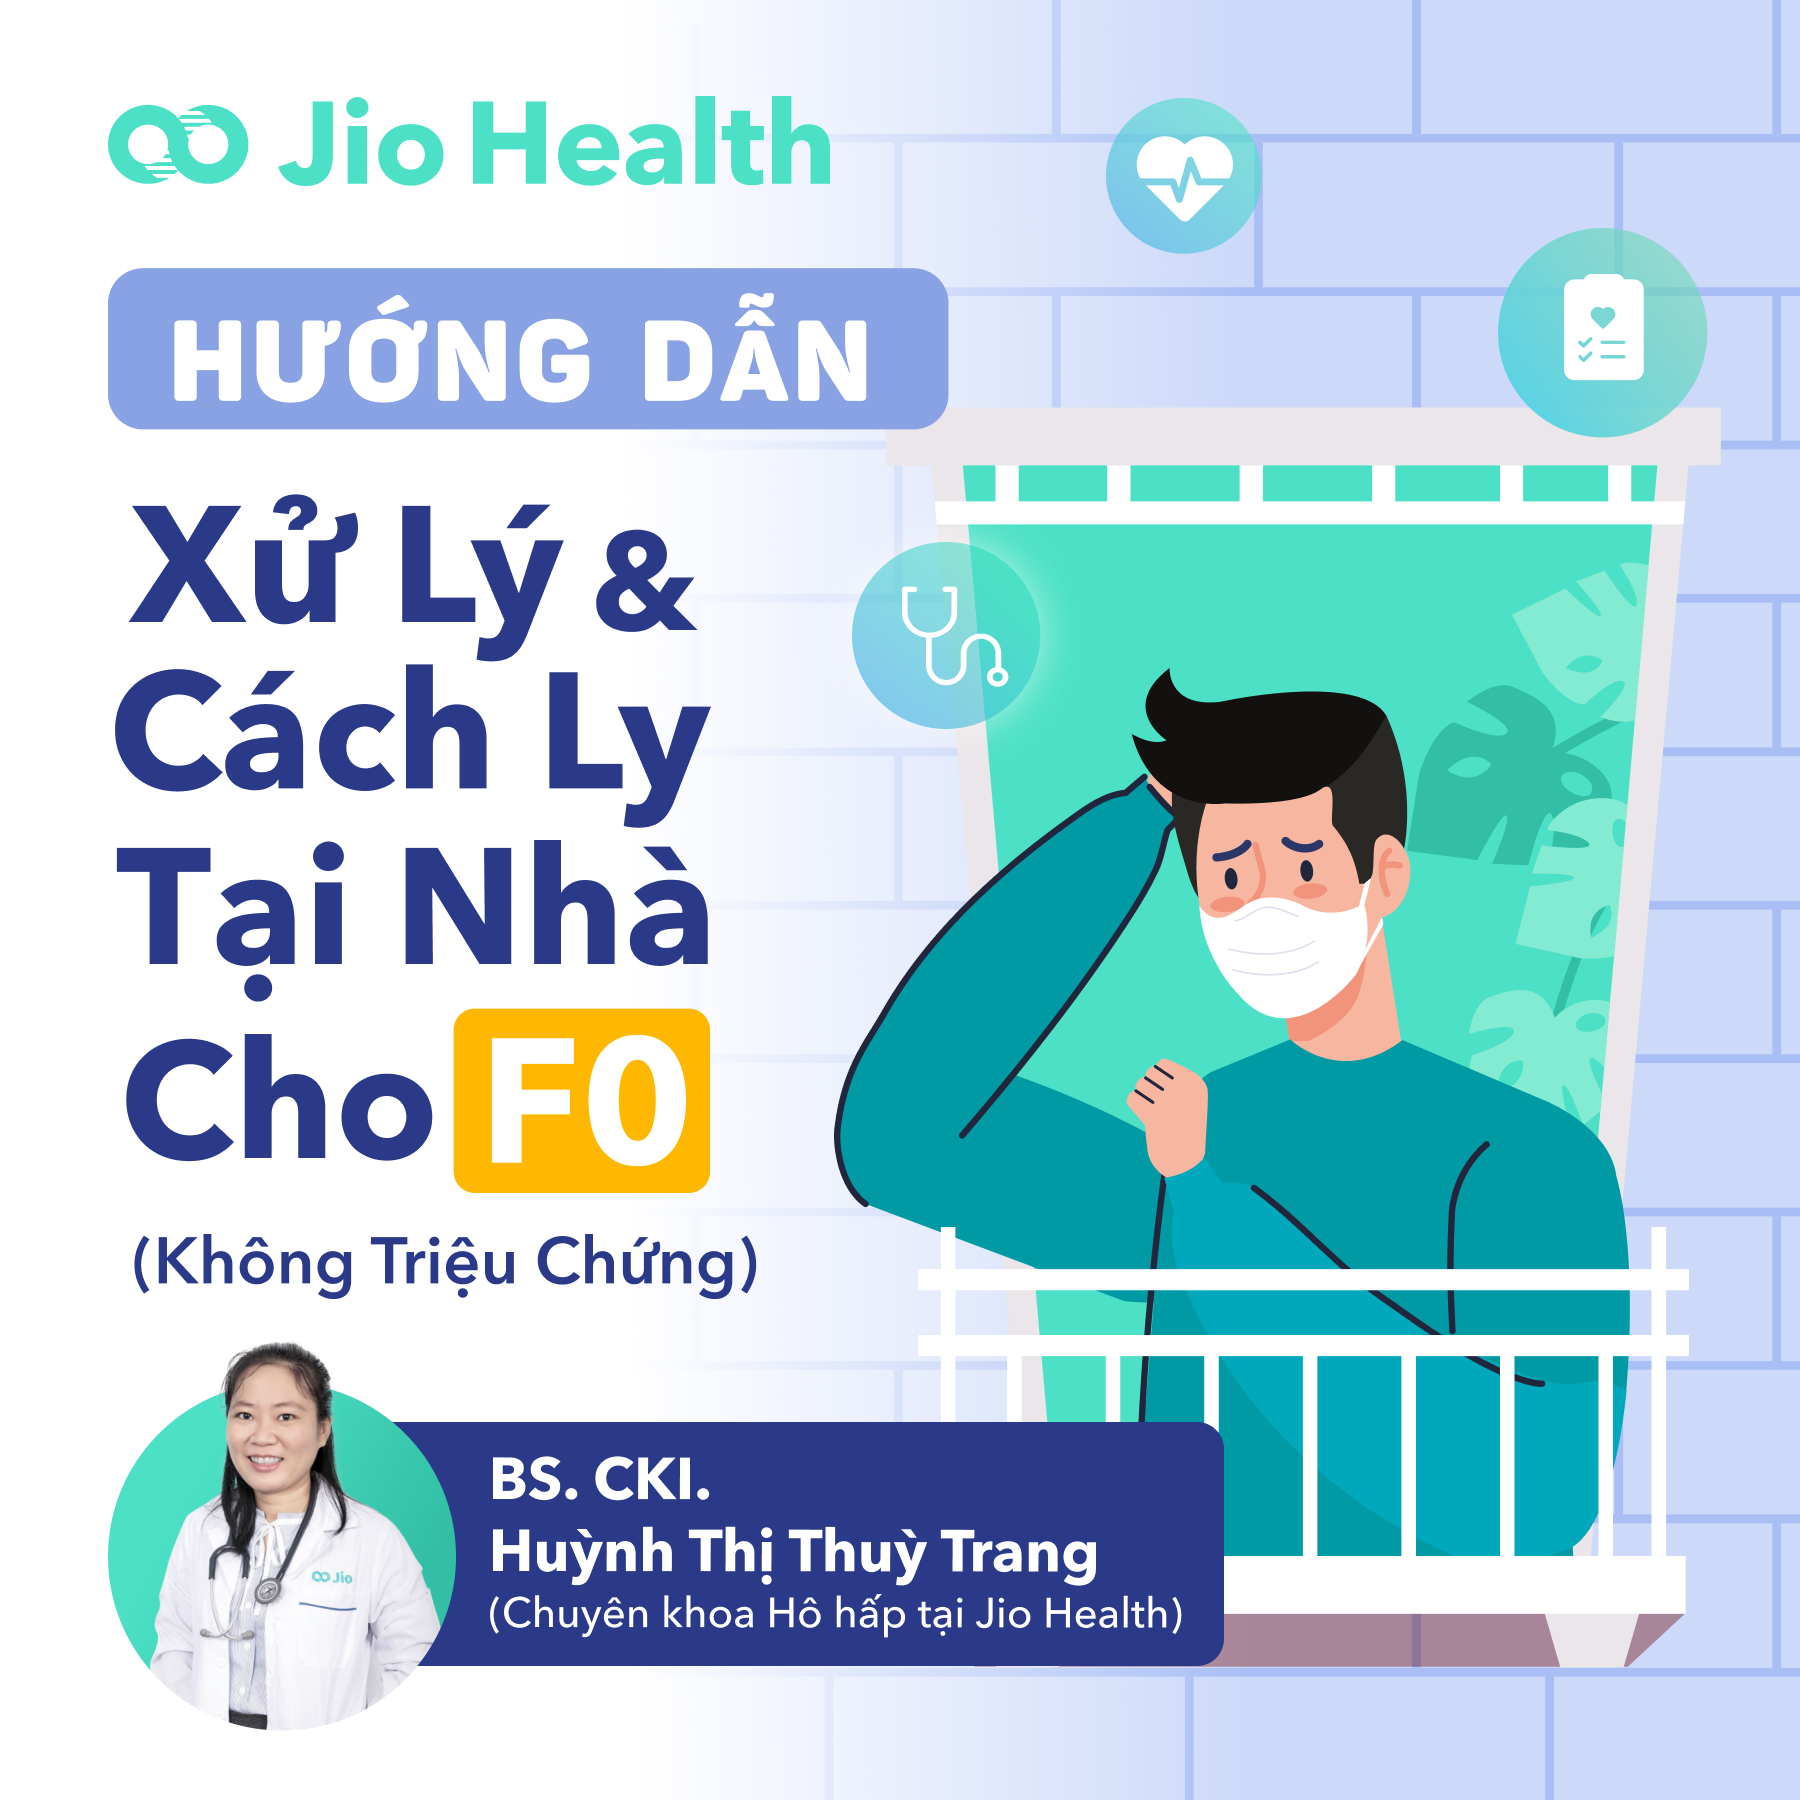 Jio Health
HƯỚNG DẪN
Xử Lý &
Cách Ly
Tại Nhà
Cho F0
(Không Triệu Chứng)
Jio
BS. CKI.
Huỳnh Thị Thuỳ Trang
(Chuyên khoa Hô hấp tại Jio Health)